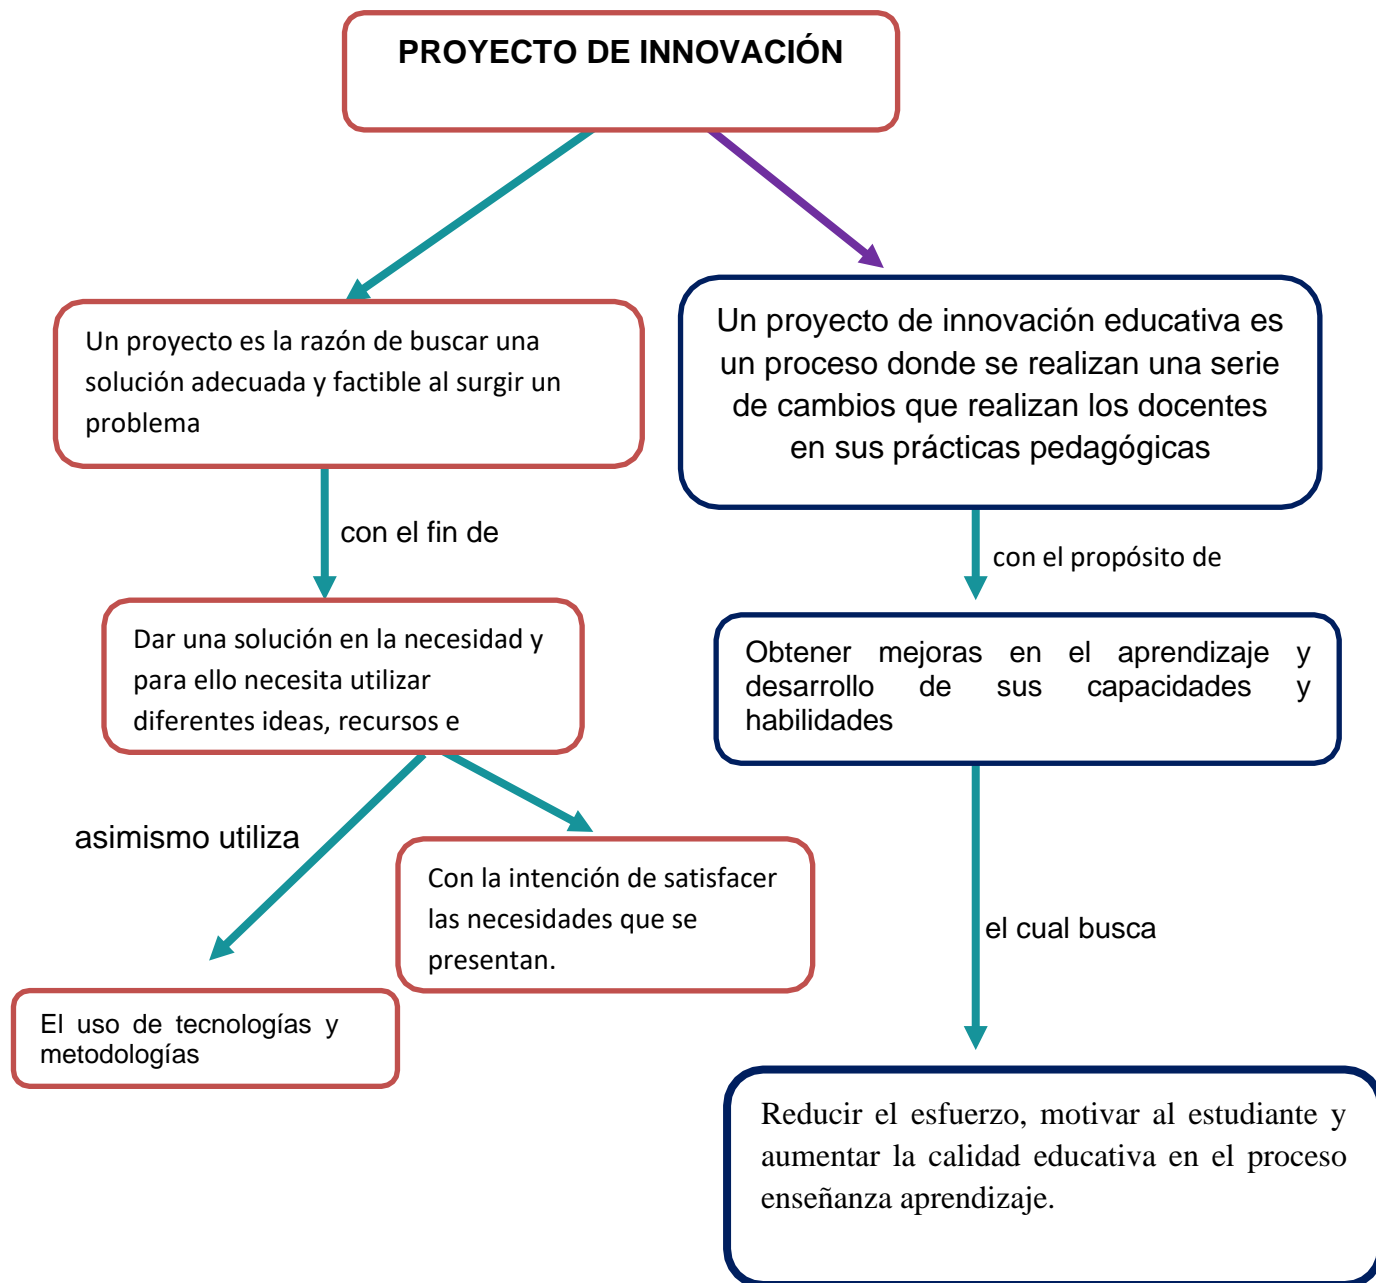 PROYECTO DE INNOVACIÓN
Un proyecto es la razón de buscar una
solución adecuada y factible al surgir un
problema
con el fin de
Dar una solución en la necesidad y
para ello necesita utilizar
diferentes ideas, recursos e
asimismo utiliza
El uso de tecnologías y
metodologías
Con la intención de satisfacer
las necesidades que se
presentan.
Un proyecto de innovación educativa es
un proceso donde se realizan una serie
de cambios que realizan los docentes
en sus prácticas pedagógicas
con el propósito de
Obtener mejoras en el aprendizaje y
desarrollo de sus capacidades y
habilidades
el cual busca
Reducir el esfuerzo, motivar al estudiante y
aumentar la calidad educativa en el proceso
enseñanza aprendizaje.